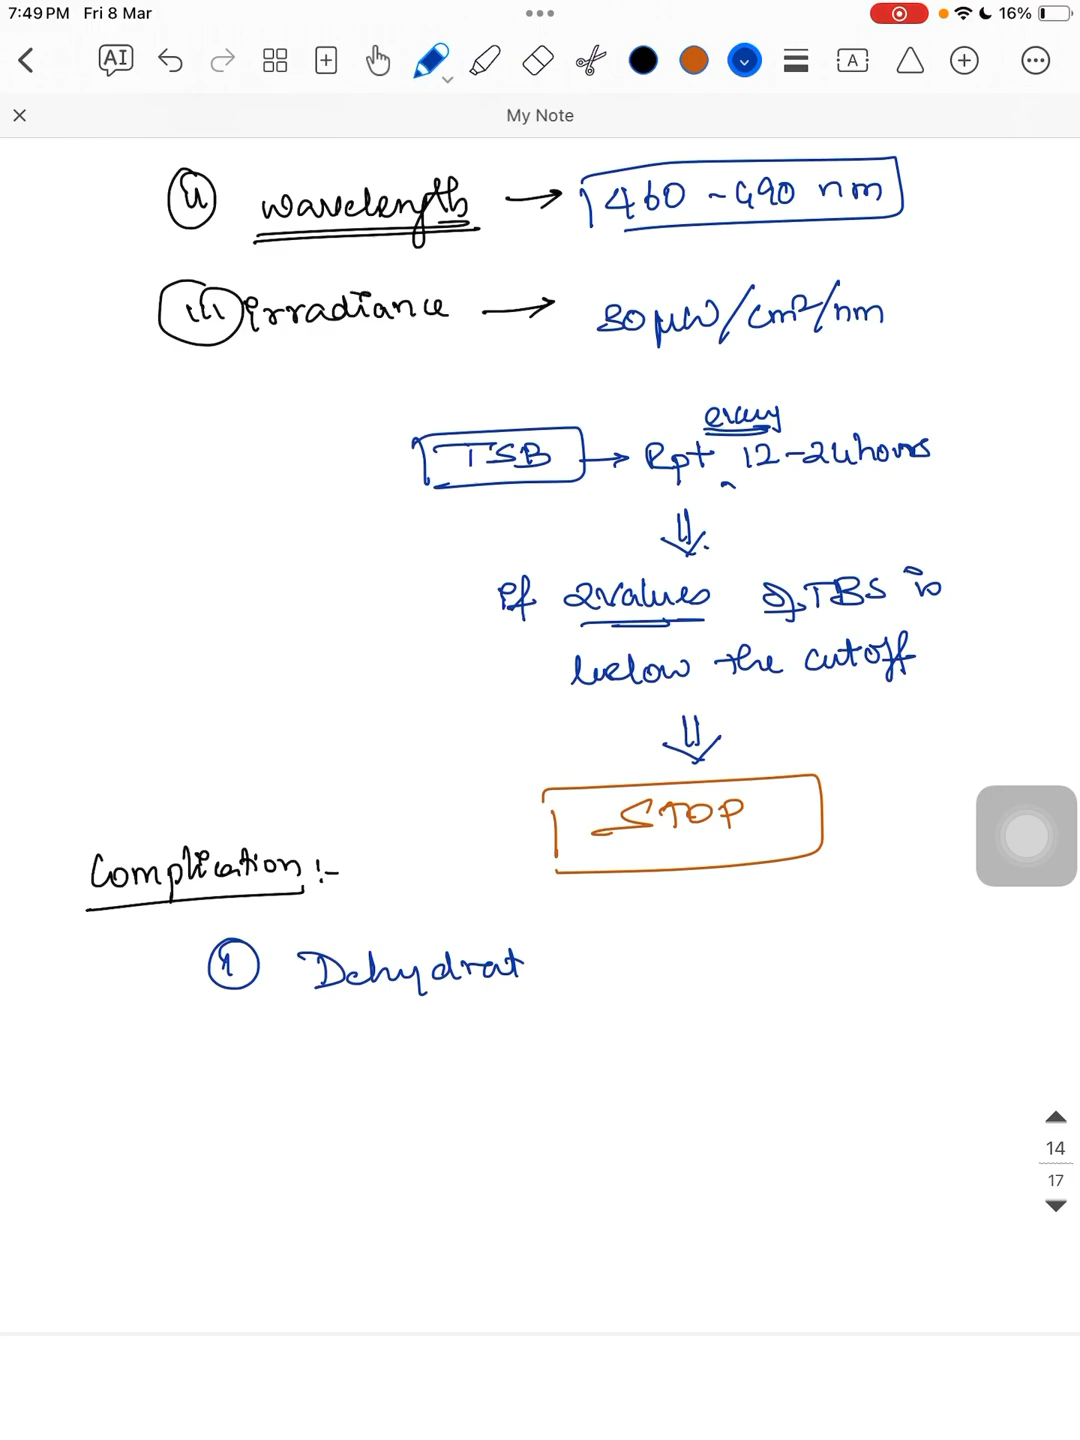 7:49 PM Fri 8 Mar
16%
AI
A
My Note
ii wavelength → 460 - 490 nm
iii irradiance → 30 μW/cm²/nm
every
TSB → Rpt 12-24 hours
⇓
if 2 values of TBS is
below the cutoff
⇓
STOP
Complication :-
1 Dehydrat
14
17